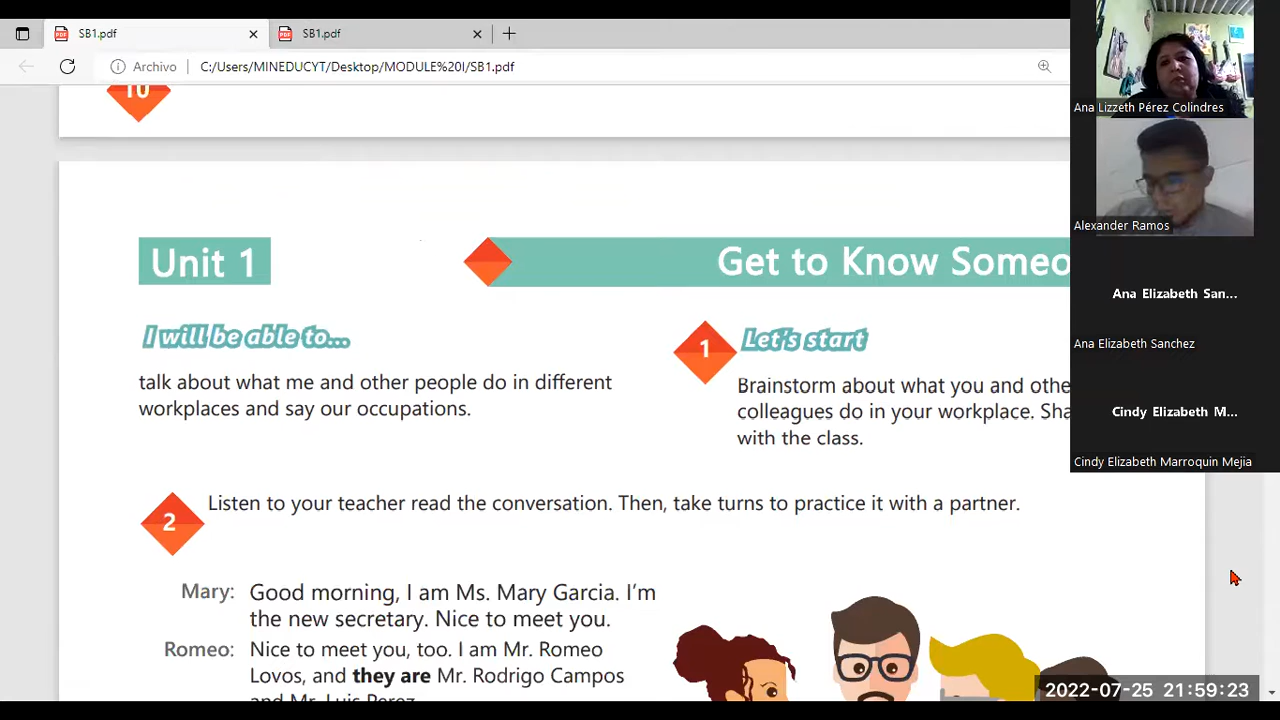 SB1.pdf
SB1.pdf
Archivo
C:/Users/MINEDUCYT/Desktop/MODULE%20I/SB1.pdf
10
Unit 1
Get to Know Someo
I will be able to...
talk about what me and other people do in different
workplaces and say our occupations.
1
Let's start
Brainstorm about what you and othe
colleagues do in your workplace. Sha
with the class.
2
Listen to your teacher read the conversation. Then, take turns to practice it with a partner.
Mary: Good morning, I am Ms. Mary Garcia. I'm
the new secretary. Nice to meet you.
Romeo: Nice to meet you, too. I am Mr. Romeo
Lovos, and they are Mr. Rodrigo Campos
and Mr. Luis Perez.
Ana Lizzeth Pérez Colindres
Alexander Ramos
Ana Elizabeth San...
Ana Elizabeth Sanchez
Cindy Elizabeth M...
Cindy Elizabeth Marroquin Mejia
2022-07-25 21:59:23